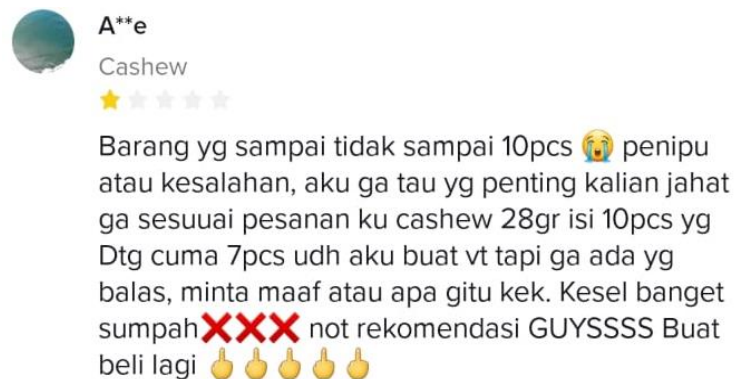 A**e
Cashew
Barang yg sampai tidak sampai 10pcs 😭 penipu
atau kesalahan, aku ga tau yg penting kalian jahat
ga sesuuai pesanan ku cashew 28gr isi 10pcs yg
Dtg cuma 7pcs udh aku buat vt tapi ga ada yg
balas, minta maaf atau apa gitu kek. Kesel banget
sumpah❌❌❌ not rekomendasi GUYSSSS Buat
beli lagi 🖕🖕🖕🖕🖕